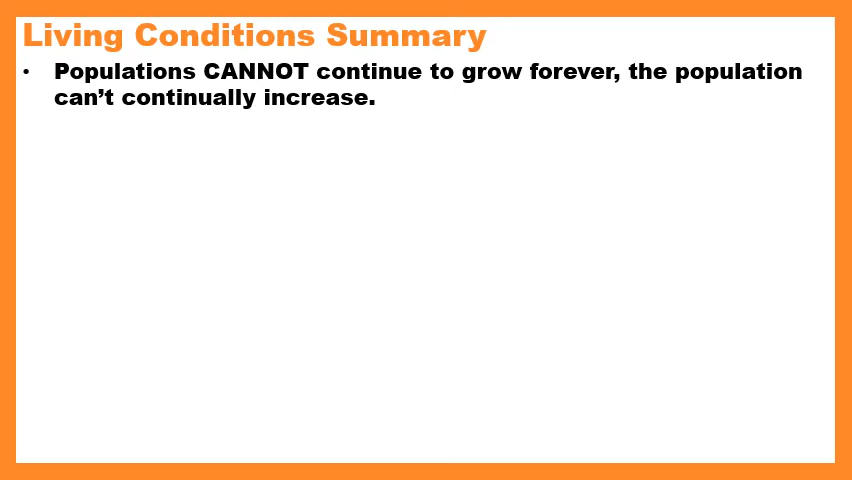 Living Conditions Summary
• Populations CANNOT continue to grow forever, the population
can’t continually increase.